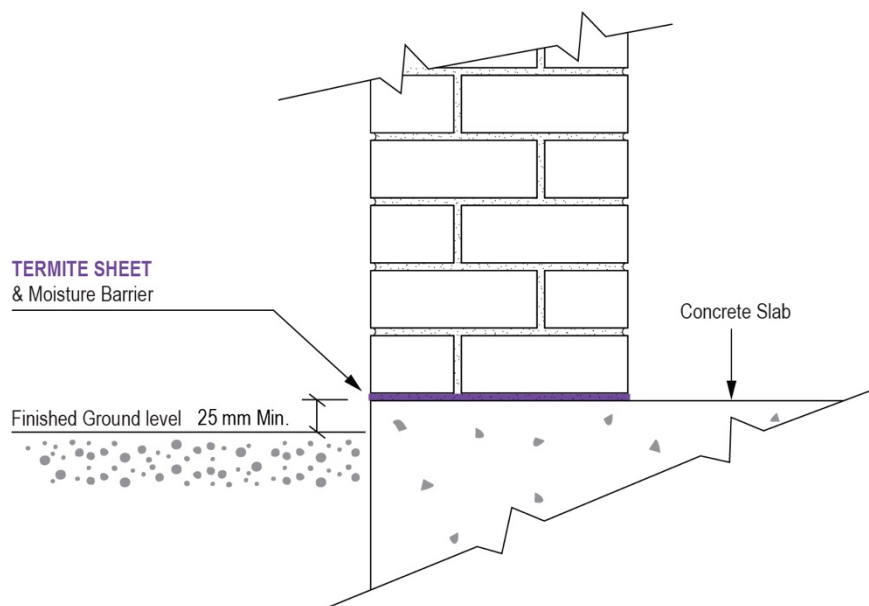 TERMITE SHEET
& Moisture Barrier
Concrete Slab
Finished Ground level 25 mm Min.